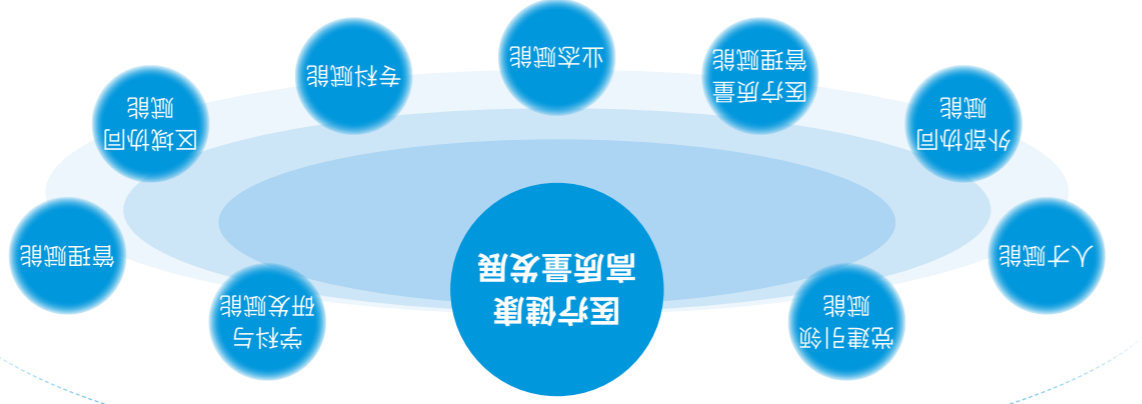 党建引领
赋能
学科与
研发赋能
医疗健康
高质量发展
人才赋能
管理赋能
外部协同
赋能
区域协同
赋能
医疗质量
管理赋能
专科赋能
业态赋能